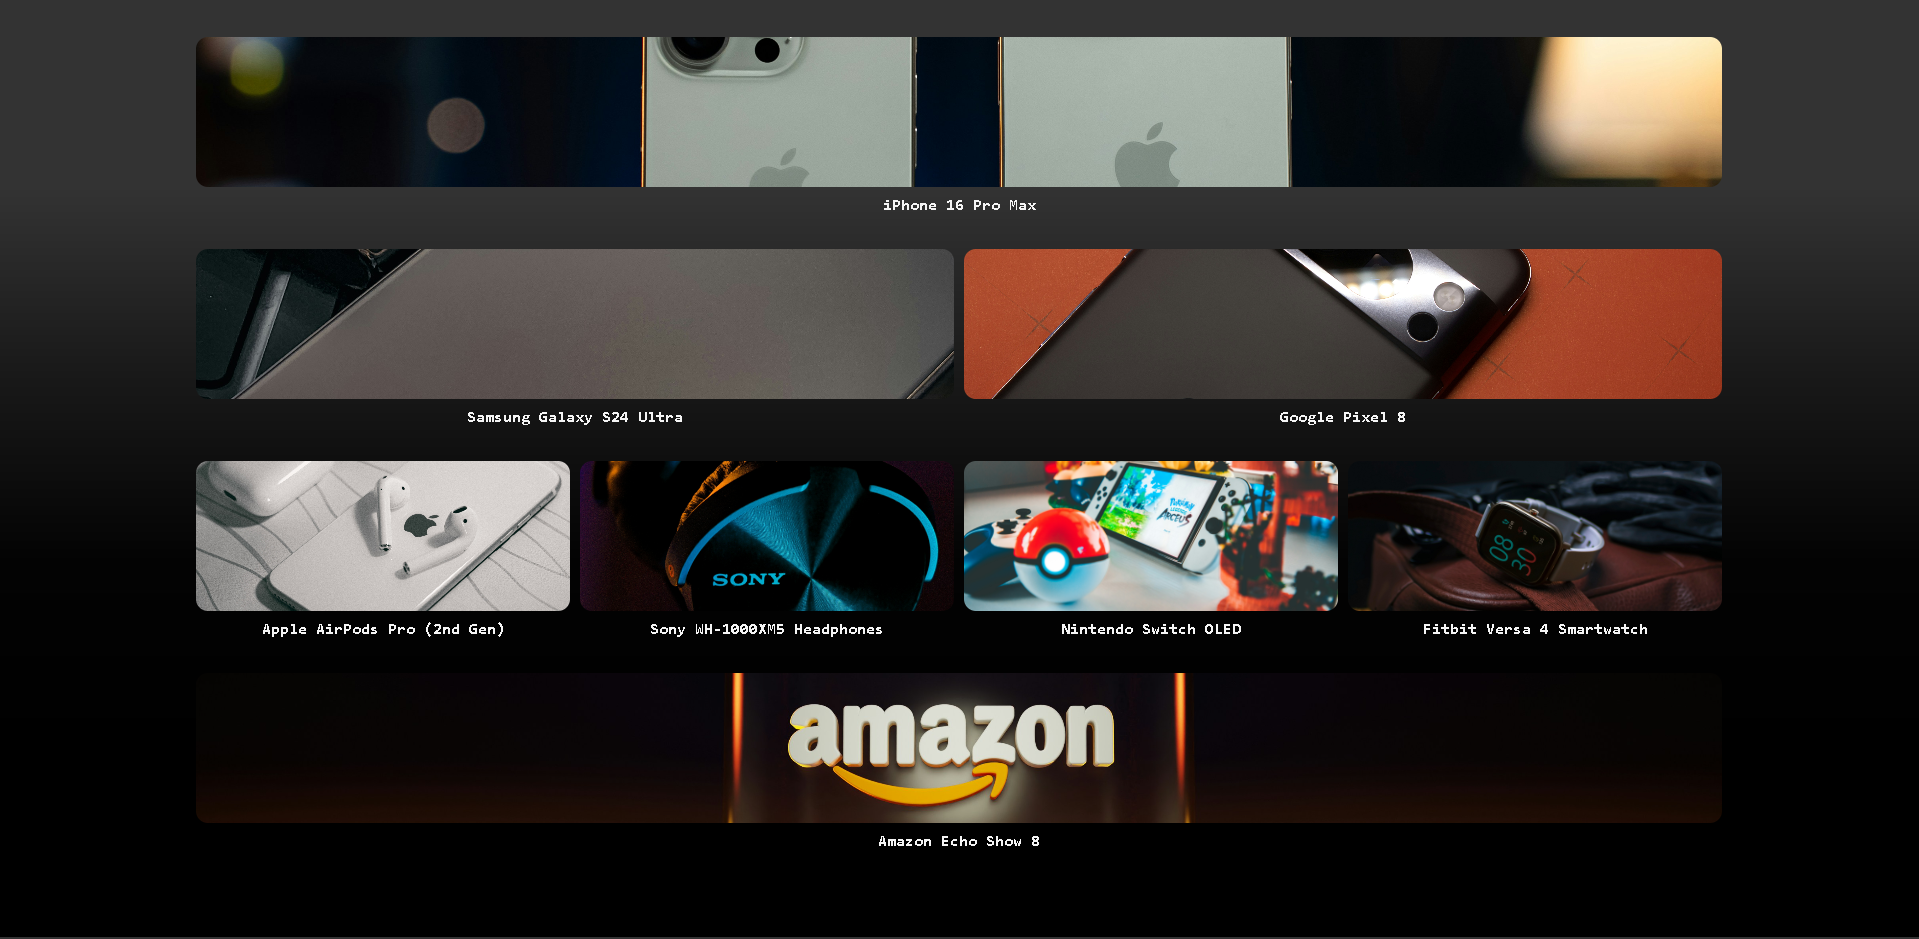 iPhone 16 Pro Max
Samsung Galaxy S24 Ultra
Google Pixel 8
POKéMON
LEGENDS
ARCEUS
SONY
08
30
Apple AirPods Pro (2nd Gen)
Sony WH-1000XM5 Headphones
Nintendo Switch OLED
Fitbit Versa 4 Smartwatch
amazon
Amazon Echo Show 8